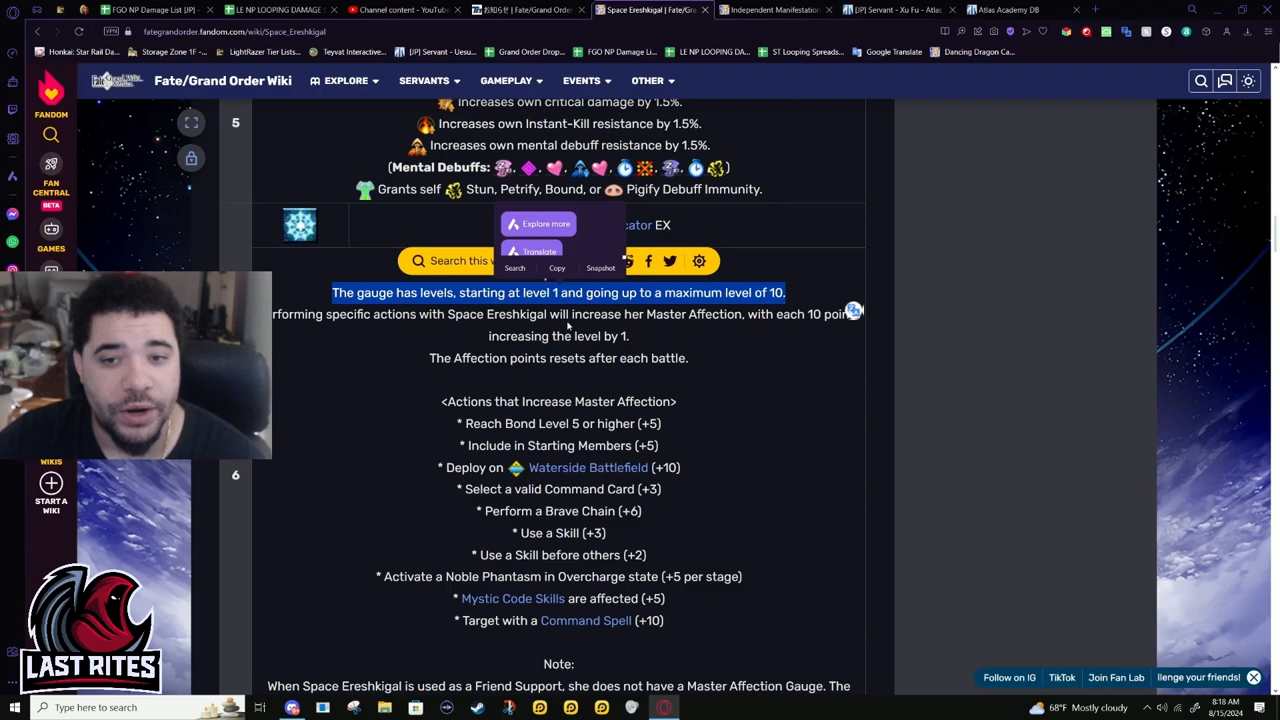 FGO NP Damage List [JP] -
LE NP LOOPING DAMAGE
Channel content - YouTube
お知らせ | Fate/Grand Order
Space Ereshkigal | Fate/Gra
Independent Manifestation
[JP] Servant - Xu Fu - Atlas
Atlas Academy DB
VPN
fategrandorder.fandom.com/wiki/Space_Ereshkigal
Honkai: Star Rail Da...
Storage Zone 1F -...
LightRazer Tier Lists...
Teyvat Interactive...
[JP] Servant - Uesu...
Grand Order Drop...
FGO NP Damage Li...
LE NP LOOPING DA...
ST Looping Spreads...
Google Translate
Dancing Dragon Ca...
Fate/Grand Order Wiki
EXPLORE
SERVANTS
GAMEPLAY
EVENTS
OTHER
FANDOM
FAN
CENTRAL
BETA
GAMES
WIKIS
START A
WIKI
5
Increases own critical damage by 1.5%.
Increases own Instant-Kill resistance by 1.5%.
Increases own mental debuff resistance by 1.5%.
(Mental Debuffs: , , , , , , , , )
Grants self Stun, Petrify, Bound, or Pigify Debuff Immunity.
cator EX
Explore more
Translate
Search Copy Snapshot
Search this w
6
The gauge has levels, starting at level 1 and going up to a maximum level of 10.
rforming specific actions with Space Ereshkigal will increase her Master Affection, with each 10 poin
increasing the level by 1.
The Affection points resets after each battle.
<Actions that Increase Master Affection>
* Reach Bond Level 5 or higher (+5)
* Include in Starting Members (+5)
* Deploy on Waterside Battlefield (+10)
* Select a valid Command Card (+3)
* Perform a Brave Chain (+6)
* Use a Skill (+3)
* Use a Skill before others (+2)
* Activate a Noble Phantasm in Overcharge state (+5 per stage)
* Mystic Code Skills are affected (+5)
* Target with a Command Spell (+10)
Note:
When Space Ereshkigal is used as a Friend Support, she does not have a Master Affection Gauge. The
LAST RITES
Follow on IG
TikTok
Join Fan Lab
llenge your friends!
Type here to search
68°F Mostly cloudy
8:18 AM
8/15/2024